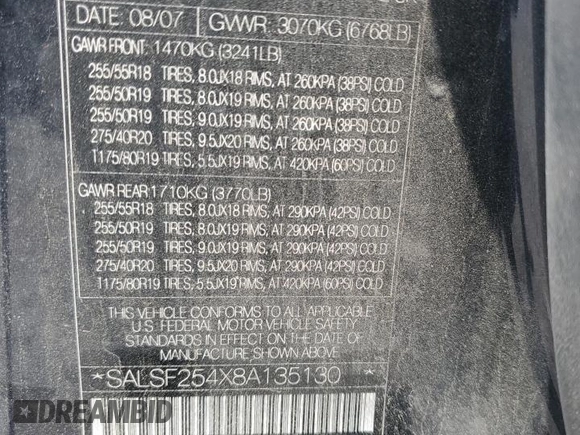 DATE: 08/07 GVWR: 3070KG (6768LB)
GAWR FRONT: 1470KG (3241LB)
255/55R18 TIRES, 8.0JX18 RIMS, AT 260KPA (38PSI) COLD
255/50R19 TIRES, 8.0JX19 RIMS, AT 260KPA (38PSI) COLD
255/50R19 TIRES, 9.0JX19 RIMS, AT 260KPA (38PSI) COLD
275/40R20 TIRES, 9.5JX20 RIMS, AT 260KPA (38PSI) COLD
T175/80R19 TIRES, 5.5JX19 RIMS, AT 420KPA (60PSI) COLD
GAWR REAR 1710KG (3770LB)
255/55R18 TIRES, 8.0JX18 RIMS, AT 290KPA (42PSI) COLD
255/50R19 TIRES, 8.0JX19 RIMS, AT 290KPA (42PSI) COLD
255/50R19 TIRES, 9.0JX19 RIMS, AT 290KPA (42PSI) COLD
275/40R20 TIRES, 9.5JX20 RIMS, AT 290KPA (42PSI) COLD
T175/80R19 TIRES, 5.5JX19 RIMS, AT 420KPA (60PSI) COLD
THIS VEHICLE CONFORMS TO ALL APPLICABLE
U.S. FEDERAL MOTOR VEHICLE SAFETY
STANDARDS IN EFFECT ON THE DATE OF
MANUFACTURE SHOWN ABOVE
*SALSF254X8A135130*
DREAMBID